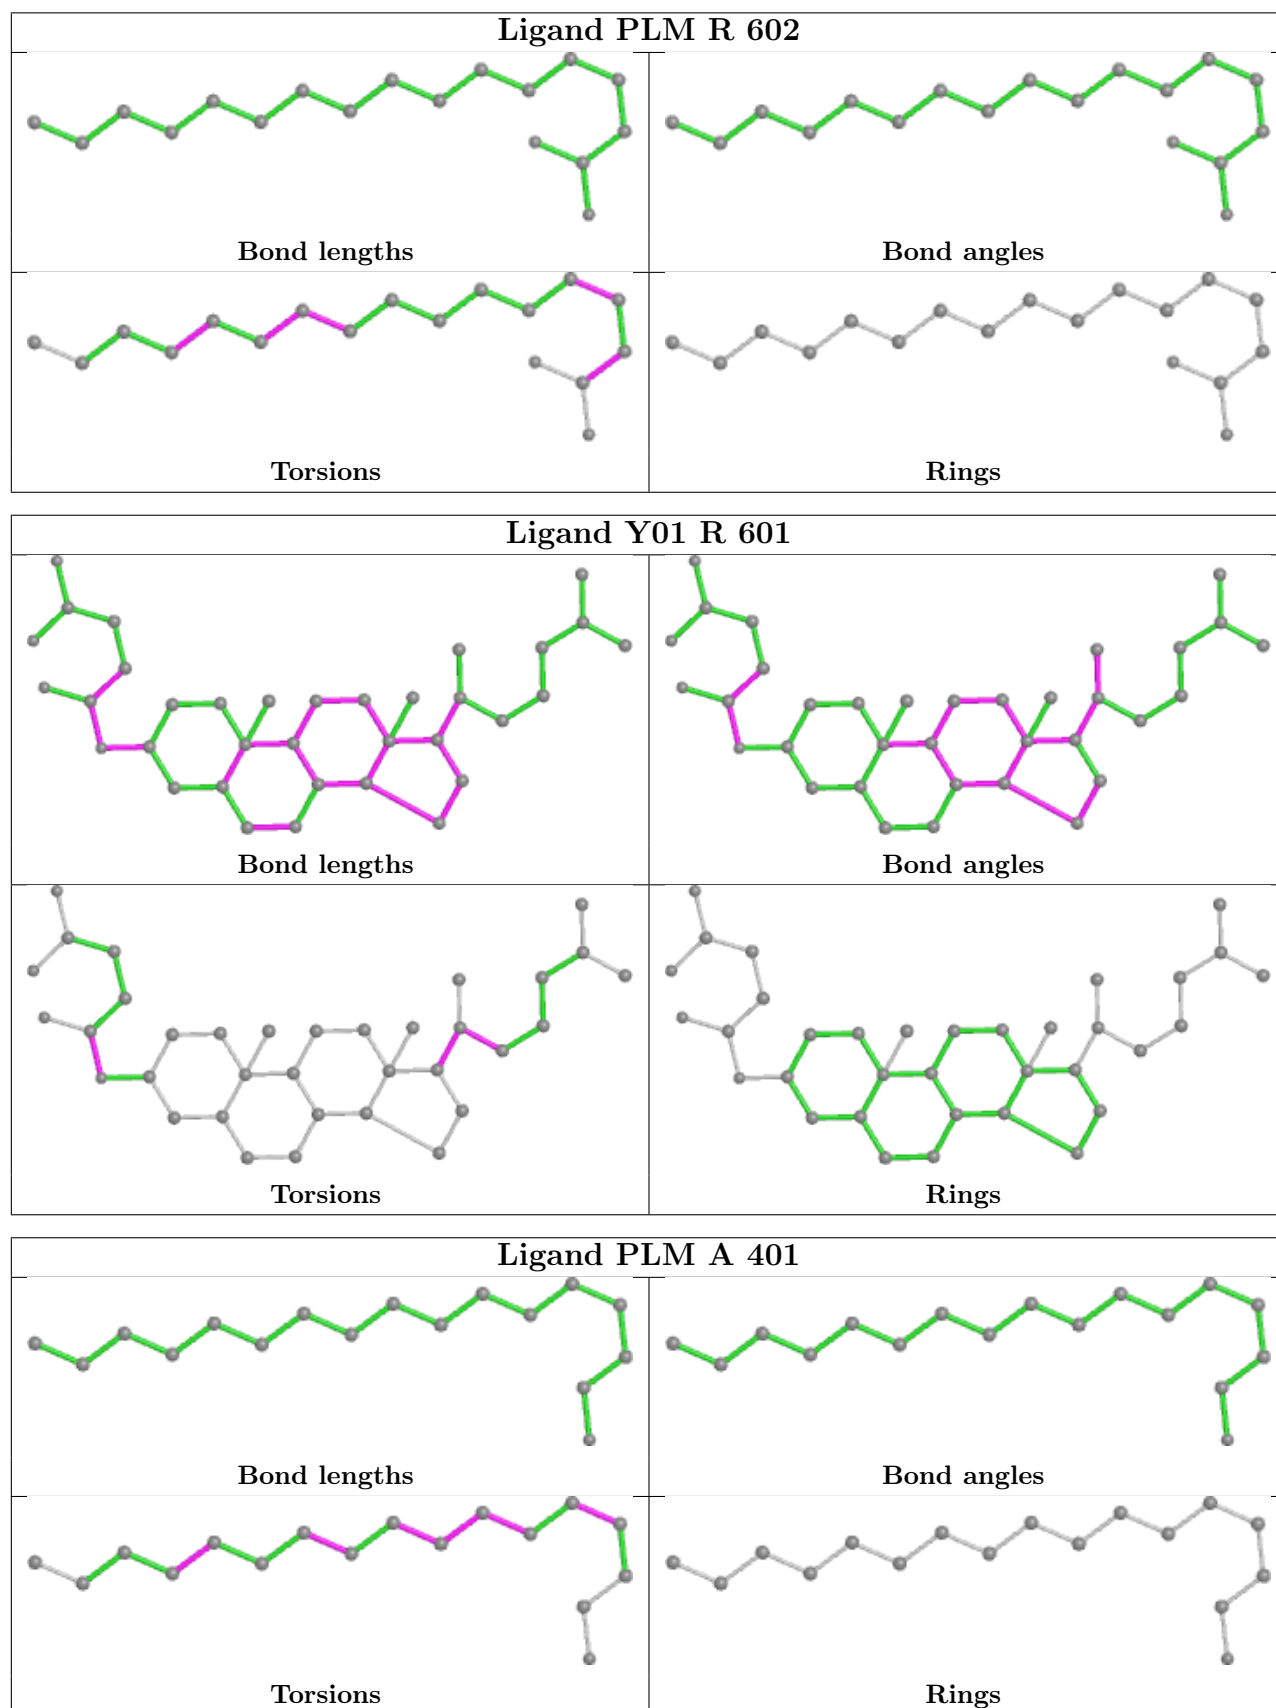 Ligand PLM R 602
Bond lengths
Bond angles
Torsions
Rings
Ligand Y01 R 601
Bond lengths
Bond angles
Torsions
Rings
Ligand PLM A 401
Bond lengths
Bond angles
Torsions
Rings